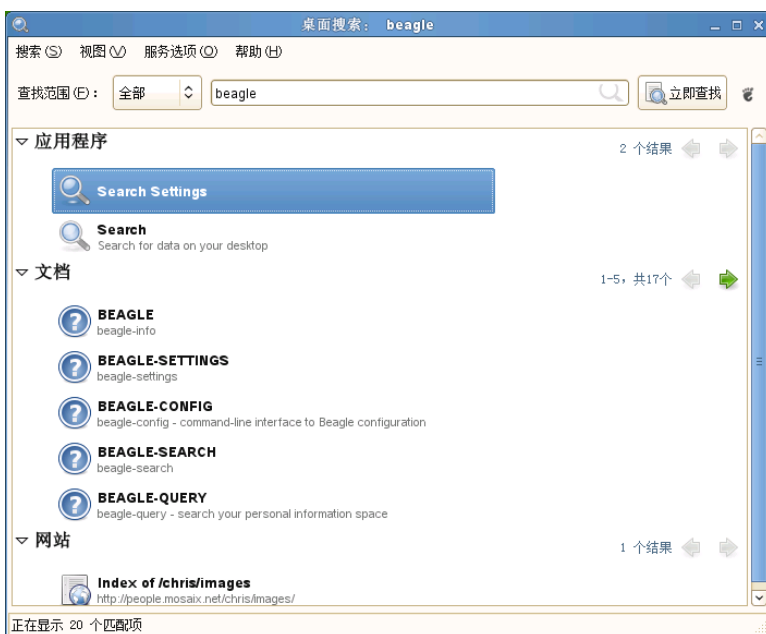 桌面搜索： beagle
搜索(S) 视图(V) 服务选项(O) 帮助(H)
查找范围(F)： 全部 beagle 立即查找
应用程序 2 个结果
Search Settings
Search
Search for data on your desktop
文档 1-5，共17个
BEAGLE
beagle-info
BEAGLE-SETTINGS
beagle-settings
BEAGLE-CONFIG
beagle-config - command-line interface to Beagle configuration
BEAGLE-SEARCH
beagle-search
BEAGLE-QUERY
beagle-query - search your personal information space
网站 1 个结果
Index of /chris/images
http://people.mosaix.net/chris/images/
正在显示 20 个匹配项